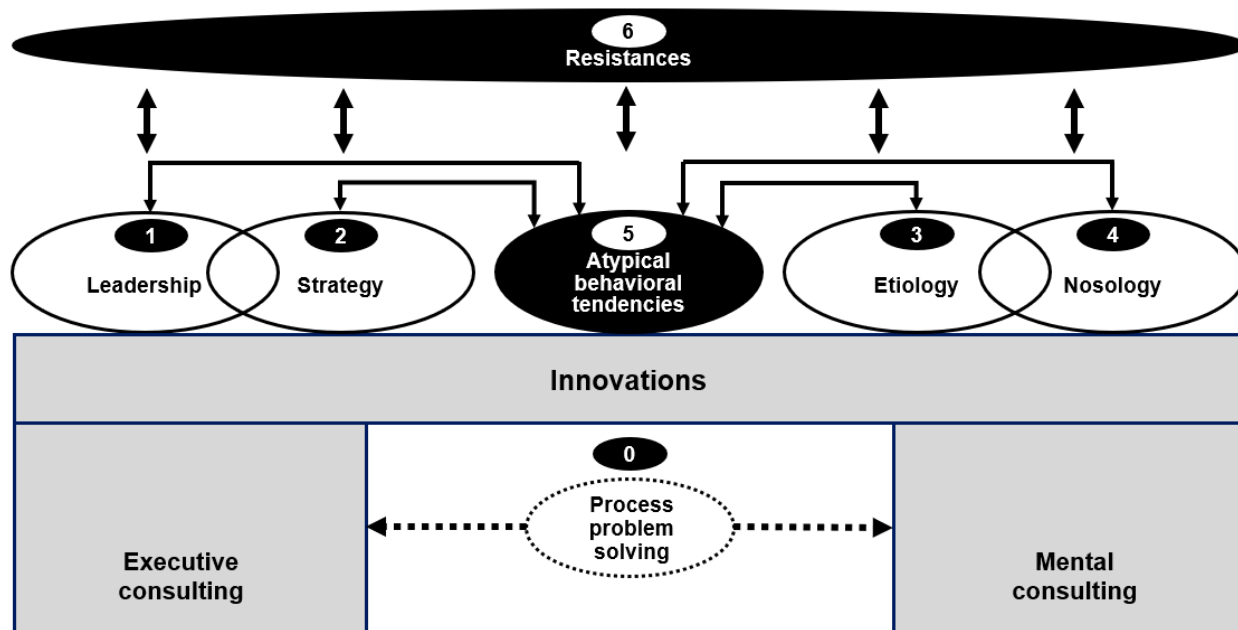 6
Resistances
1
2
5
3
4
Leadership
Strategy
Atypical
behavioral
tendencies
Etiology
Nosology
Innovations
0
Process
problem
solving
Executive
consulting
Mental
consulting